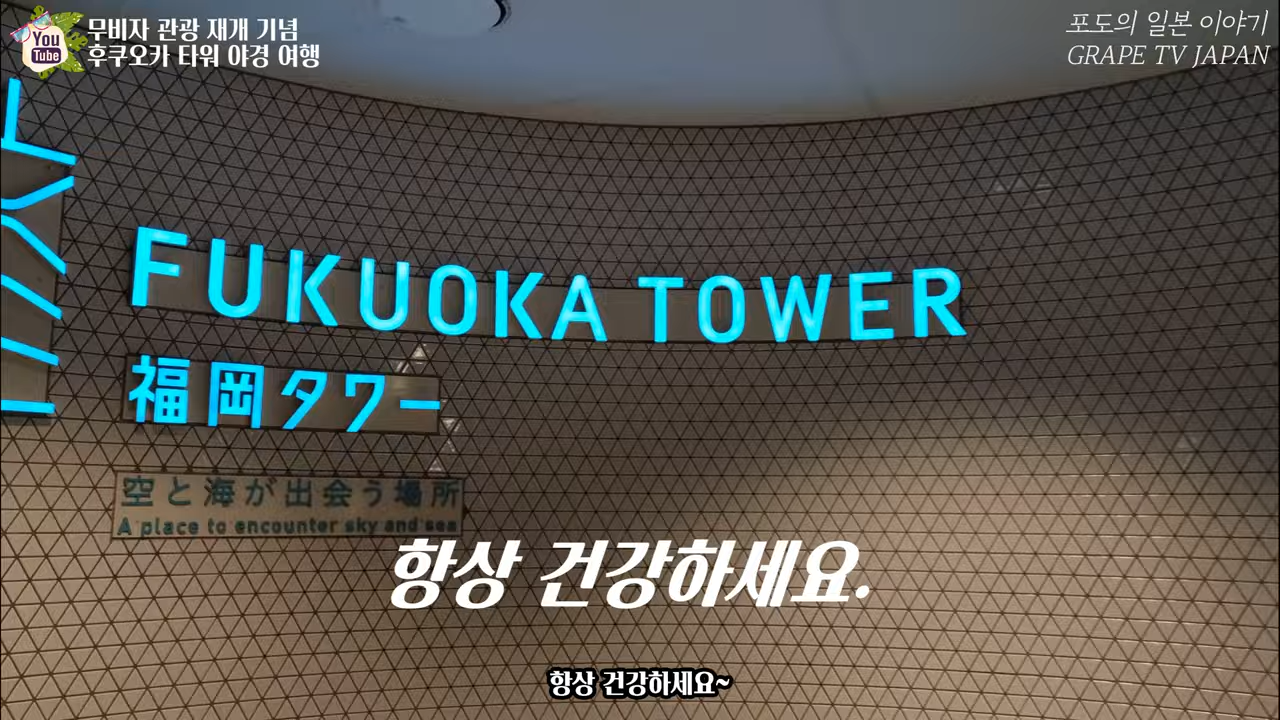 You
Tube
무비자 관광 재개 기념
후쿠오카 타워 야경 여행
포도의 일본 이야기
GRAPE TV JAPAN
FUKUOKA TOWER
福岡タワー
空と海が出会う場所
A place to encounter sky and sea
항상 건강하세요.
항상 건강하세요~